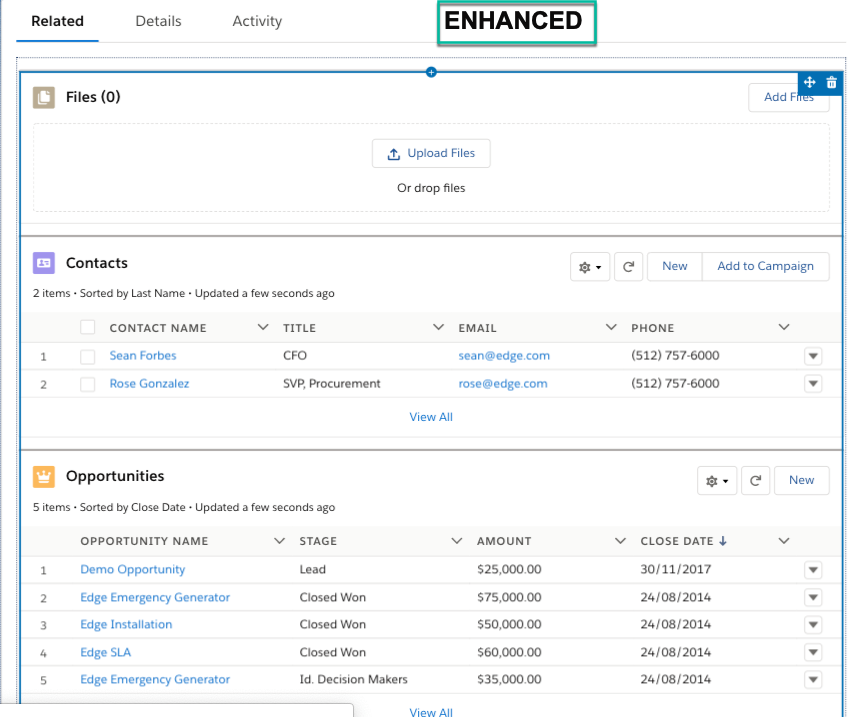 Related Details Activity ENHANCED
Files (0) Add Files
Upload Files
Or drop files
Contacts New Add to Campaign
2 items • Sorted by Last Name • Updated a few seconds ago
CONTACT NAME TITLE EMAIL PHONE
1 Sean Forbes CFO sean@edge.com (512) 757-6000
2 Rose Gonzalez SVP, Procurement rose@edge.com (512) 757-6000
View All
Opportunities New
5 items • Sorted by Close Date • Updated a few seconds ago
OPPORTUNITY NAME STAGE AMOUNT CLOSE DATE
1 Demo Opportunity Lead $25,000.00 30/11/2017
2 Edge Emergency Generator Closed Won $75,000.00 24/08/2014
3 Edge Installation Closed Won $50,000.00 24/08/2014
4 Edge SLA Closed Won $60,000.00 24/08/2014
5 Edge Emergency Generator Id. Decision Makers $35,000.00 24/08/2014
View All